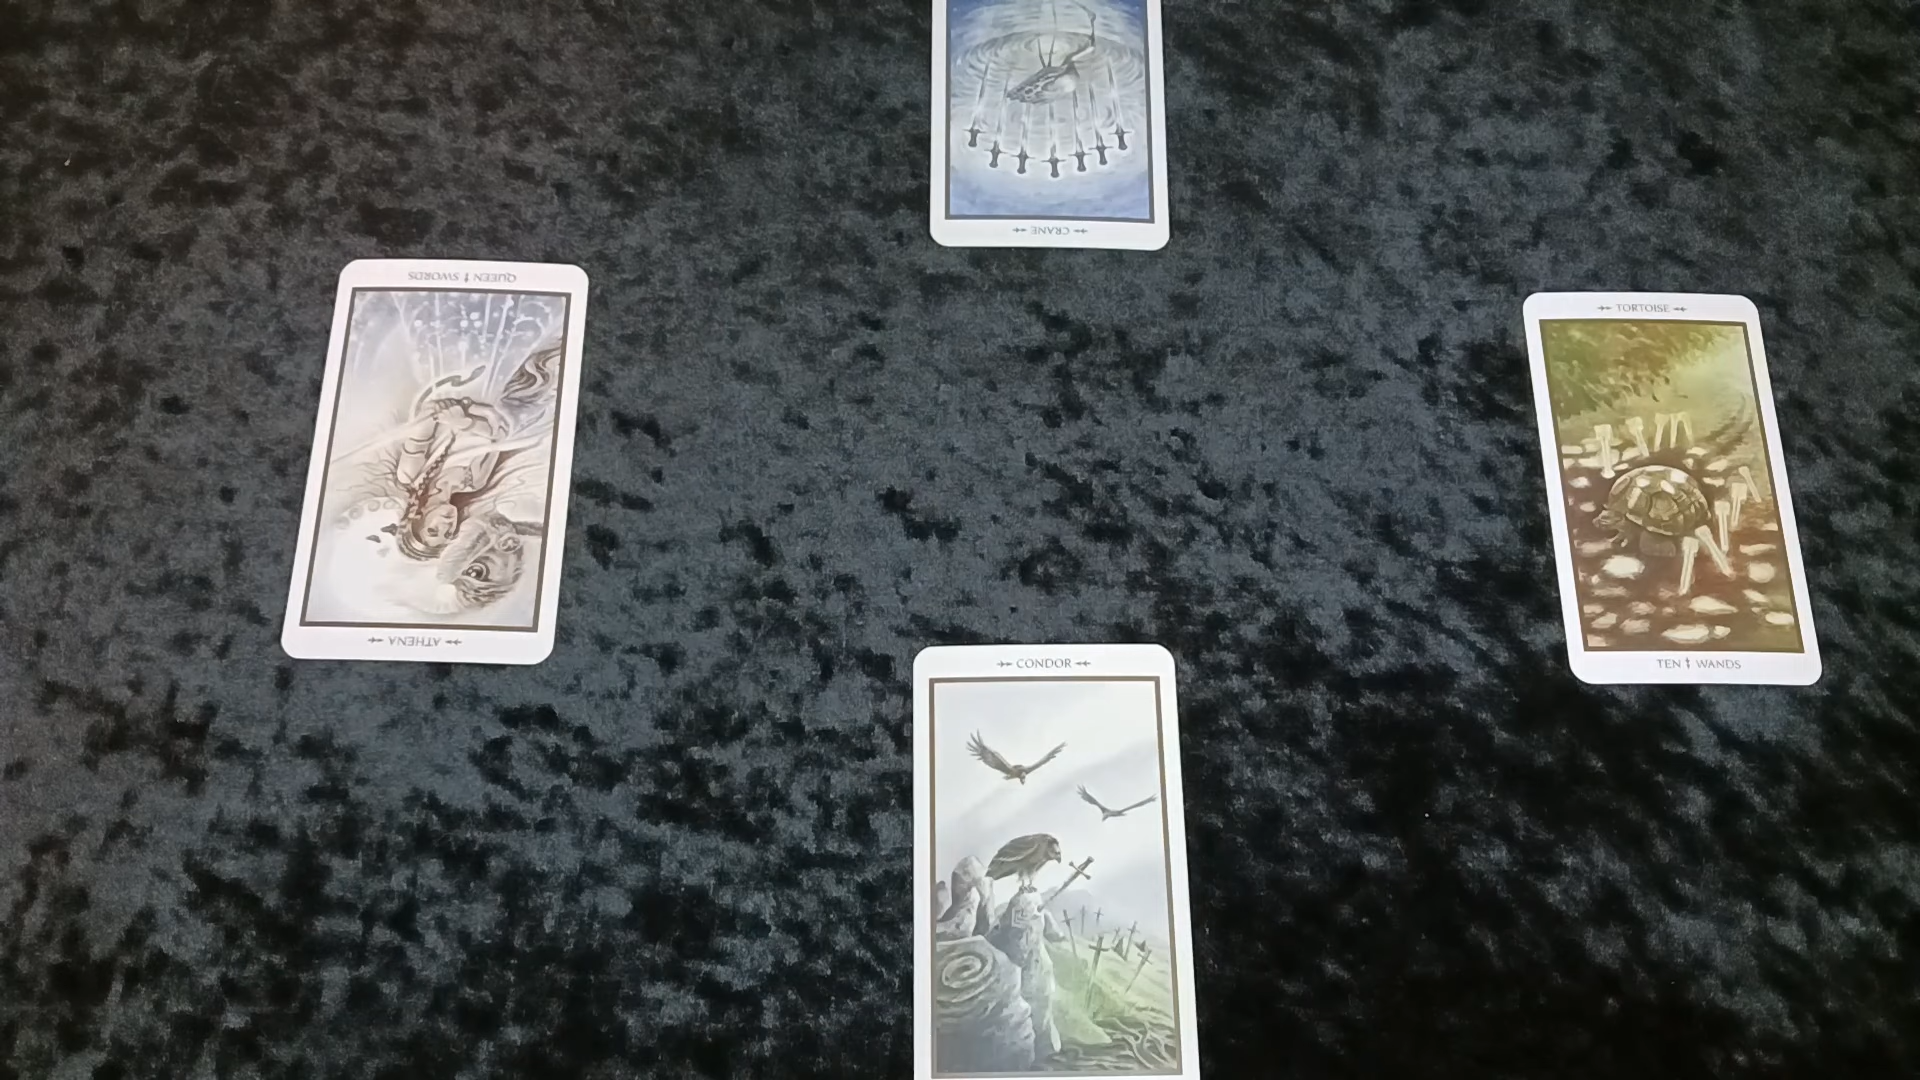 CRANE
QUEEN SWORDS
ATHENA
TORTOISE
TEN WANDS
CONDOR